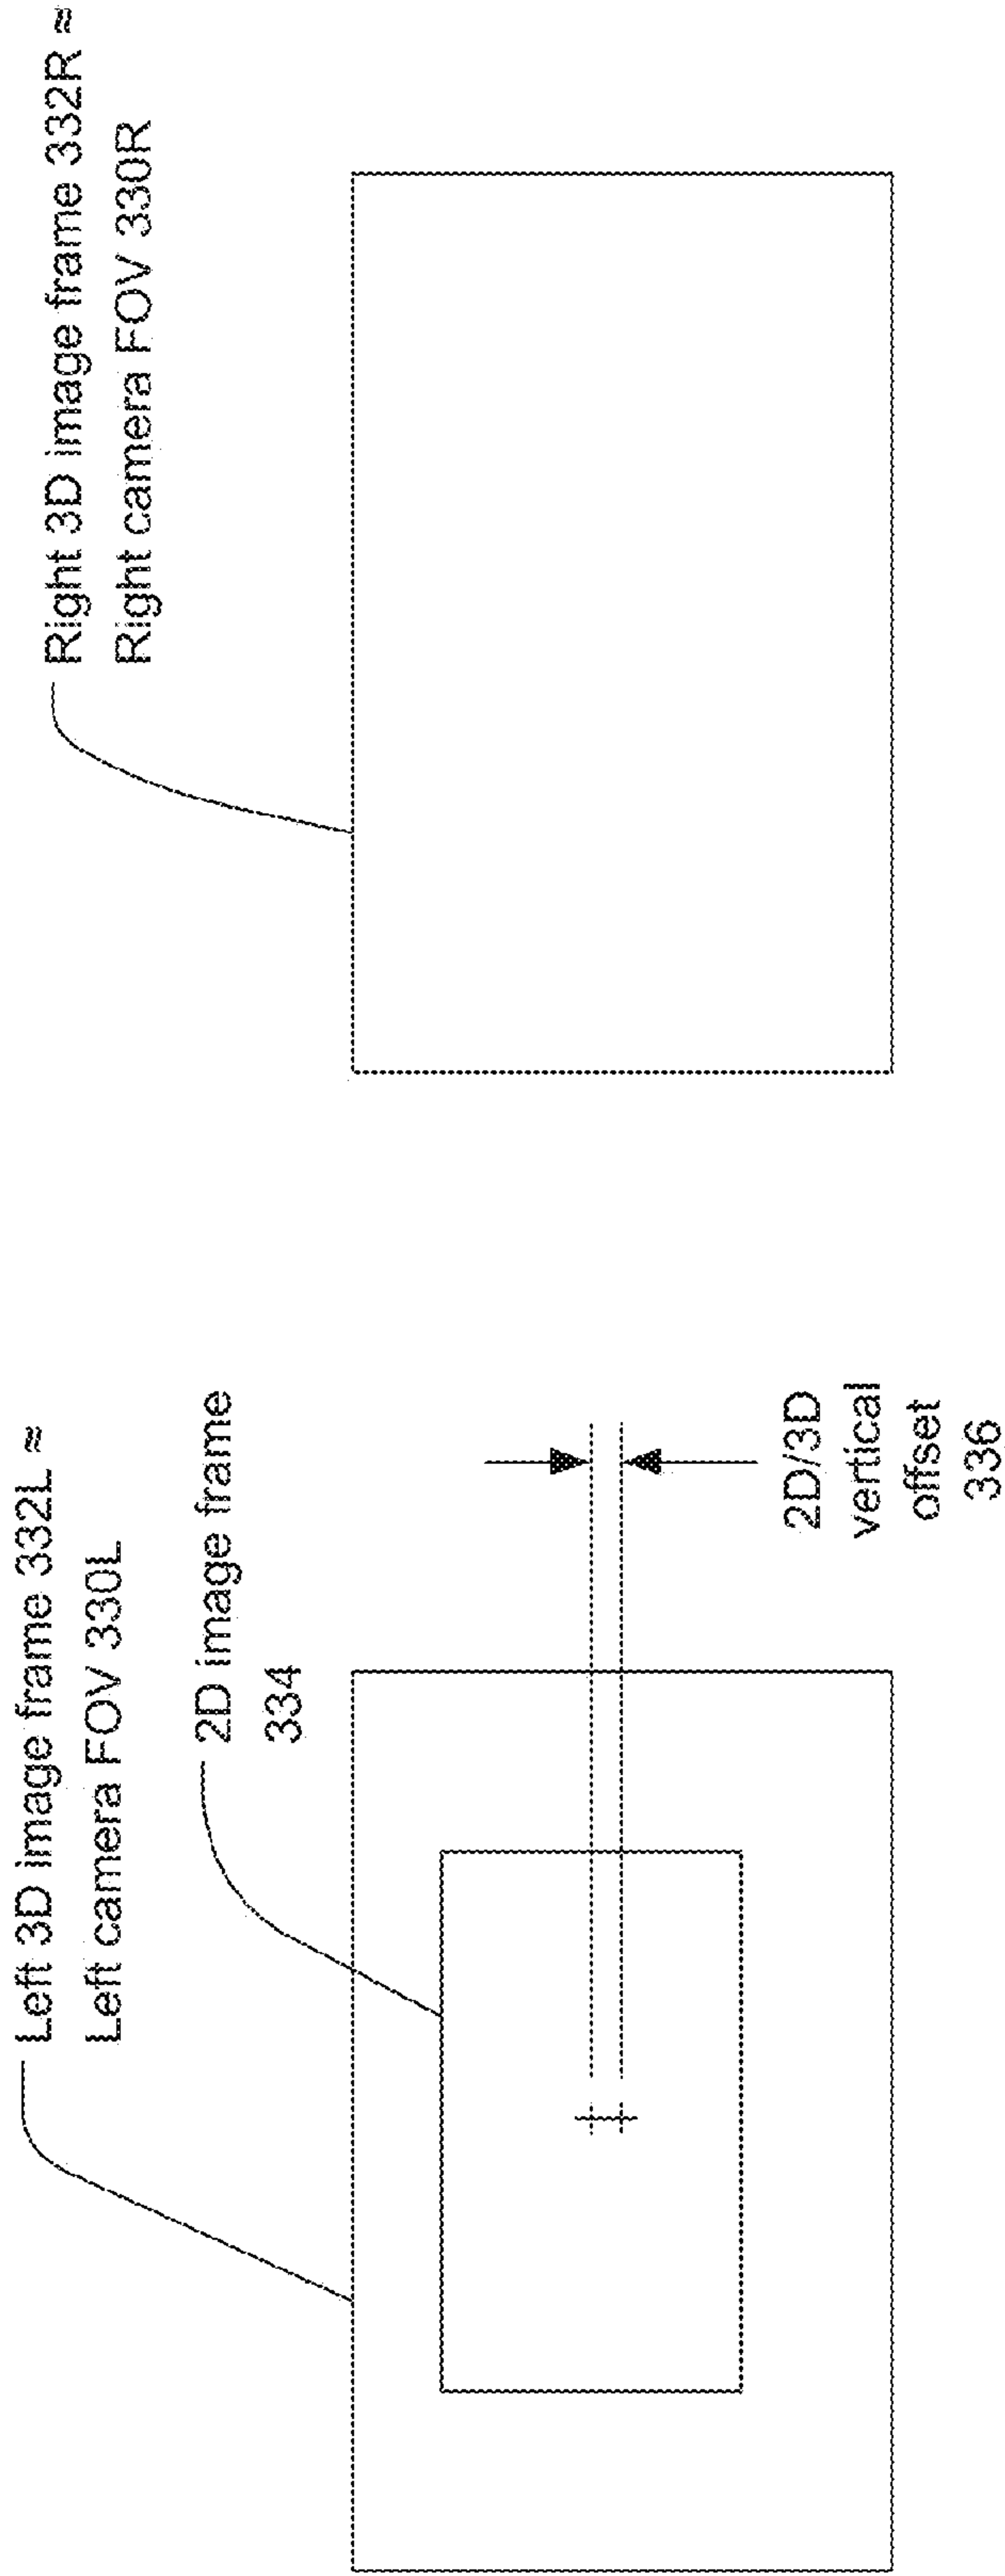 Left 3D image frame 332L ≈
Left camera FOV 330L
2D image frame
334
2D/3D
vertical
offset
336
Right 3D image frame 332R ≈
Right camera FOV 330R